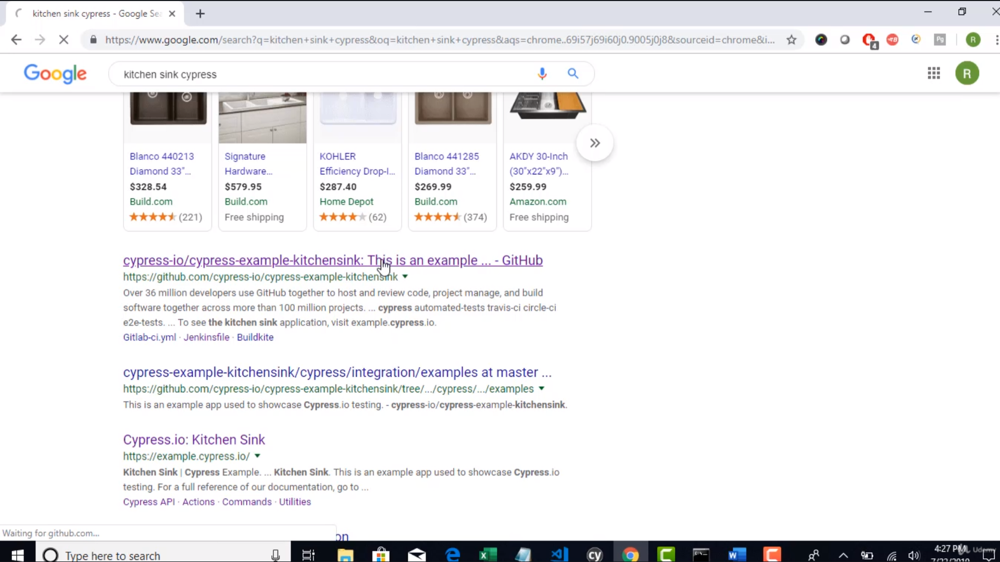 kitchen sink cypress - Google Sea
https://www.google.com/search?q=kitchen+sink+cypress&oq=kitchen+sink+cypress&aqs=chrome..69i57j69i60j0.9005j0j8&sourceid=chrome&i...
4
Pg
R
Google
kitchen sink cypress
R
Blanco 440213
Diamond 33"...
$328.54
Build.com
(221)
Signature
Hardware...
$579.95
Build.com
Free shipping
KOHLER
Efficiency Drop-I...
$287.40
Home Depot
(62)
Blanco 441285
Diamond 33"...
$269.99
Build.com
(374)
AKDY 30-Inch
(30"x22"x9")...
$259.99
Amazon.com
Free shipping
cypress-io/cypress-example-kitchensink: This is an example ... - GitHub
https://github.com/cypress-io/cypress-example-kitchensink
Over 36 million developers use GitHub together to host and review code, project manage, and build
software together across more than 100 million projects. ... cypress automated-tests travis-ci circle-ci
e2e-tests. ... To see the kitchen sink application, visit example.cypress.io.
Gitlab-ci.yml · Jenkinsfile · Buildkite
cypress-example-kitchensink/cypress/integration/examples at master ...
https://github.com/cypress-io/cypress-example-kitchensink/tree/.../cypress/.../examples
This is an example app used to showcase Cypress.io testing. - cypress-io/cypress-example-kitchensink.
Cypress.io: Kitchen Sink
https://example.cypress.io/
Kitchen Sink | Cypress Example. ... Kitchen Sink. This is an example app used to showcase Cypress.io
testing. For a full reference of our documentation, go to ...
Cypress API · Actions · Commands · Utilities
Waiting for github.com...
on
Type here to search
cy
4:27 PM
Udemy